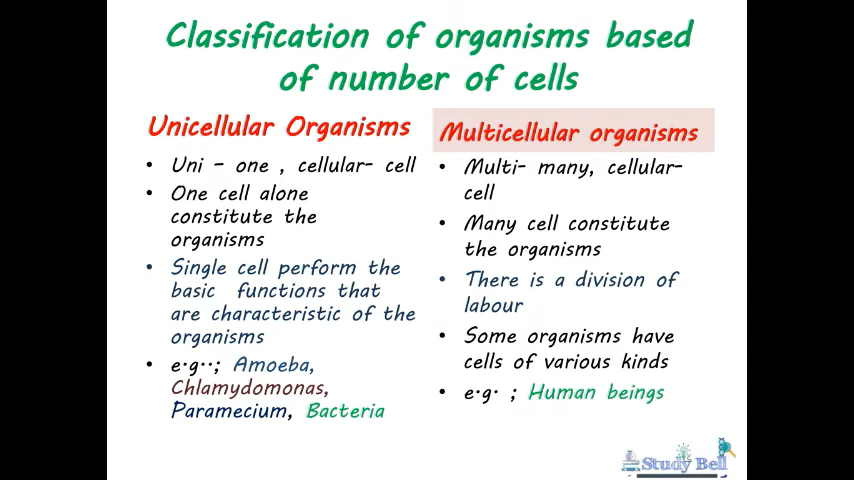 Classification of organisms based
of number of cells
Unicellular Organisms
• Uni - one , cellular- cell
• One cell alone
constitute the
organisms
• Single cell perform the
basic functions that
are characteristic of the
organisms
• e.g..; Amoeba,
Chlamydomonas,
Paramecium, Bacteria
Multicellular organisms
• Multi- many, cellular-
cell
• Many cell constitute
the organisms
• There is a division of
labour
• Some organisms have
cells of various kinds
• e.g. ; Human beings
Study Bell